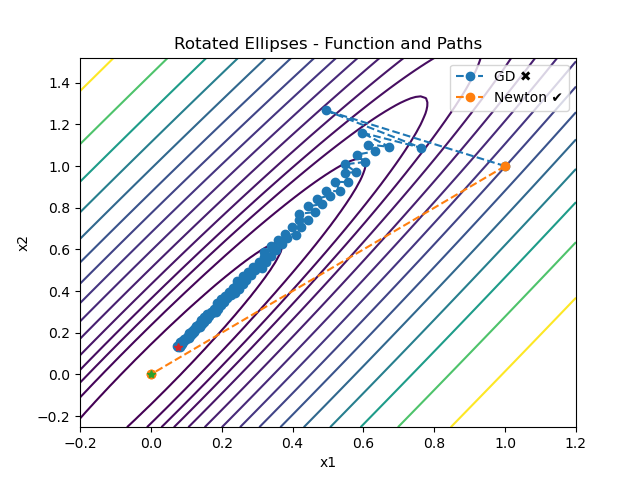 Rotated Ellipses - Function and Paths
GD ✖
Newton ✔
x2
1.4
1.2
1.0
0.8
0.6
0.4
0.2
0.0
−0.2
−0.2 0.0 0.2 0.4 0.6 0.8 1.0 1.2
x1